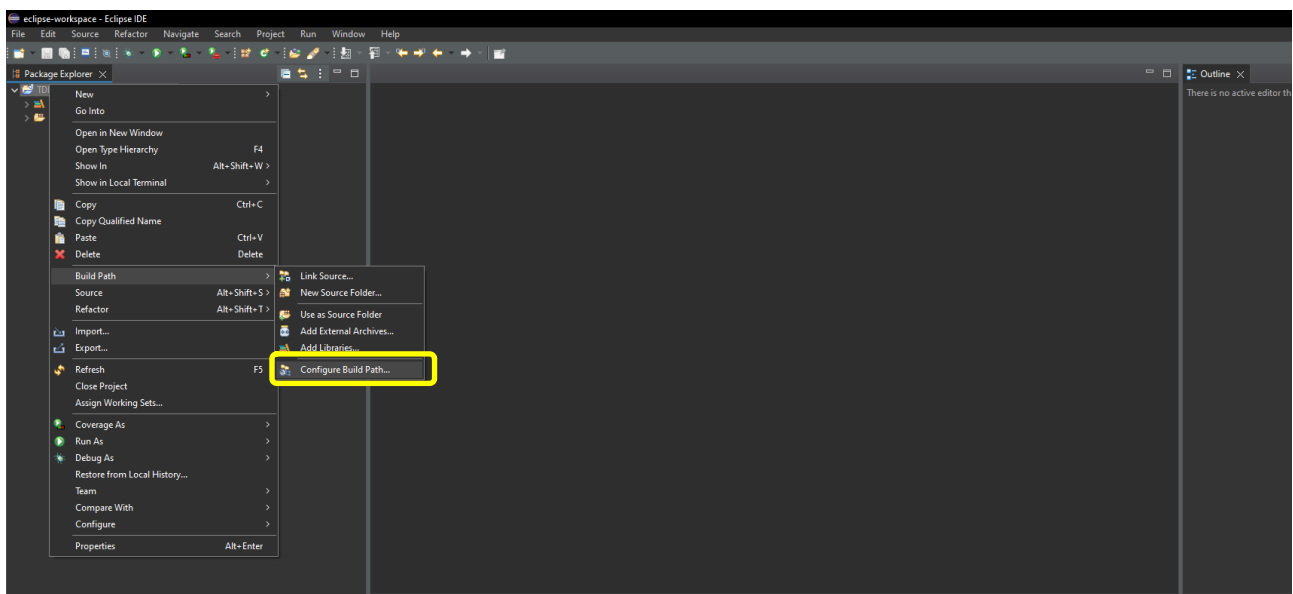 eclipse-workspace - Eclipse IDE
File Edit Source Refactor Navigate Search Project Run Window Help
Package Explorer
Outline
There is no active editor th
New
Go Into
Open in New Window
Open Type Hierarchy F4
Show In Alt+Shift+W >
Show in Local Terminal >
Copy Ctrl+C
Copy Qualified Name
Paste Ctrl+V
Delete Delete
Build Path >
Source Alt+Shift+S >
Refactor Alt+Shift+T >
Import...
Export...
Refresh F5
Close Project
Assign Working Sets...
Coverage As >
Run As >
Debug As >
Restore from Local History...
Team >
Compare With >
Configure >
Properties Alt+Enter
Link Source...
New Source Folder...
Use as Source Folder
Add External Archives...
Add Libraries...
Configure Build Path...